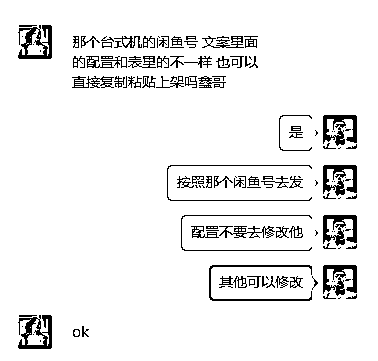 那个台式机的闲鱼号 文案里面
的配置和表里的不一样 也可以
直接复制粘贴上架吗鑫哥
是
按照那个闲鱼号去发
配置不要去修改他
其他可以修改
ok